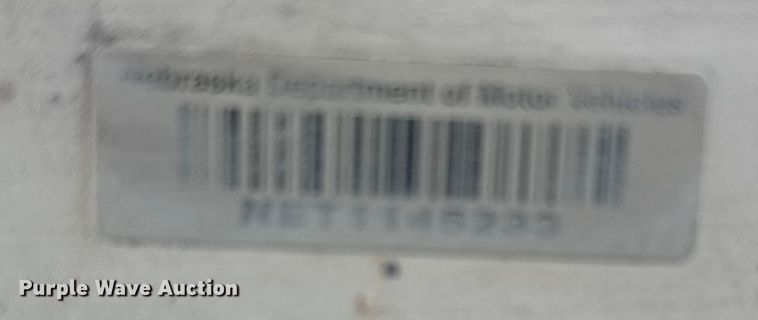 Nebraska Department of Motor Vehicles
Purple Wave Auction